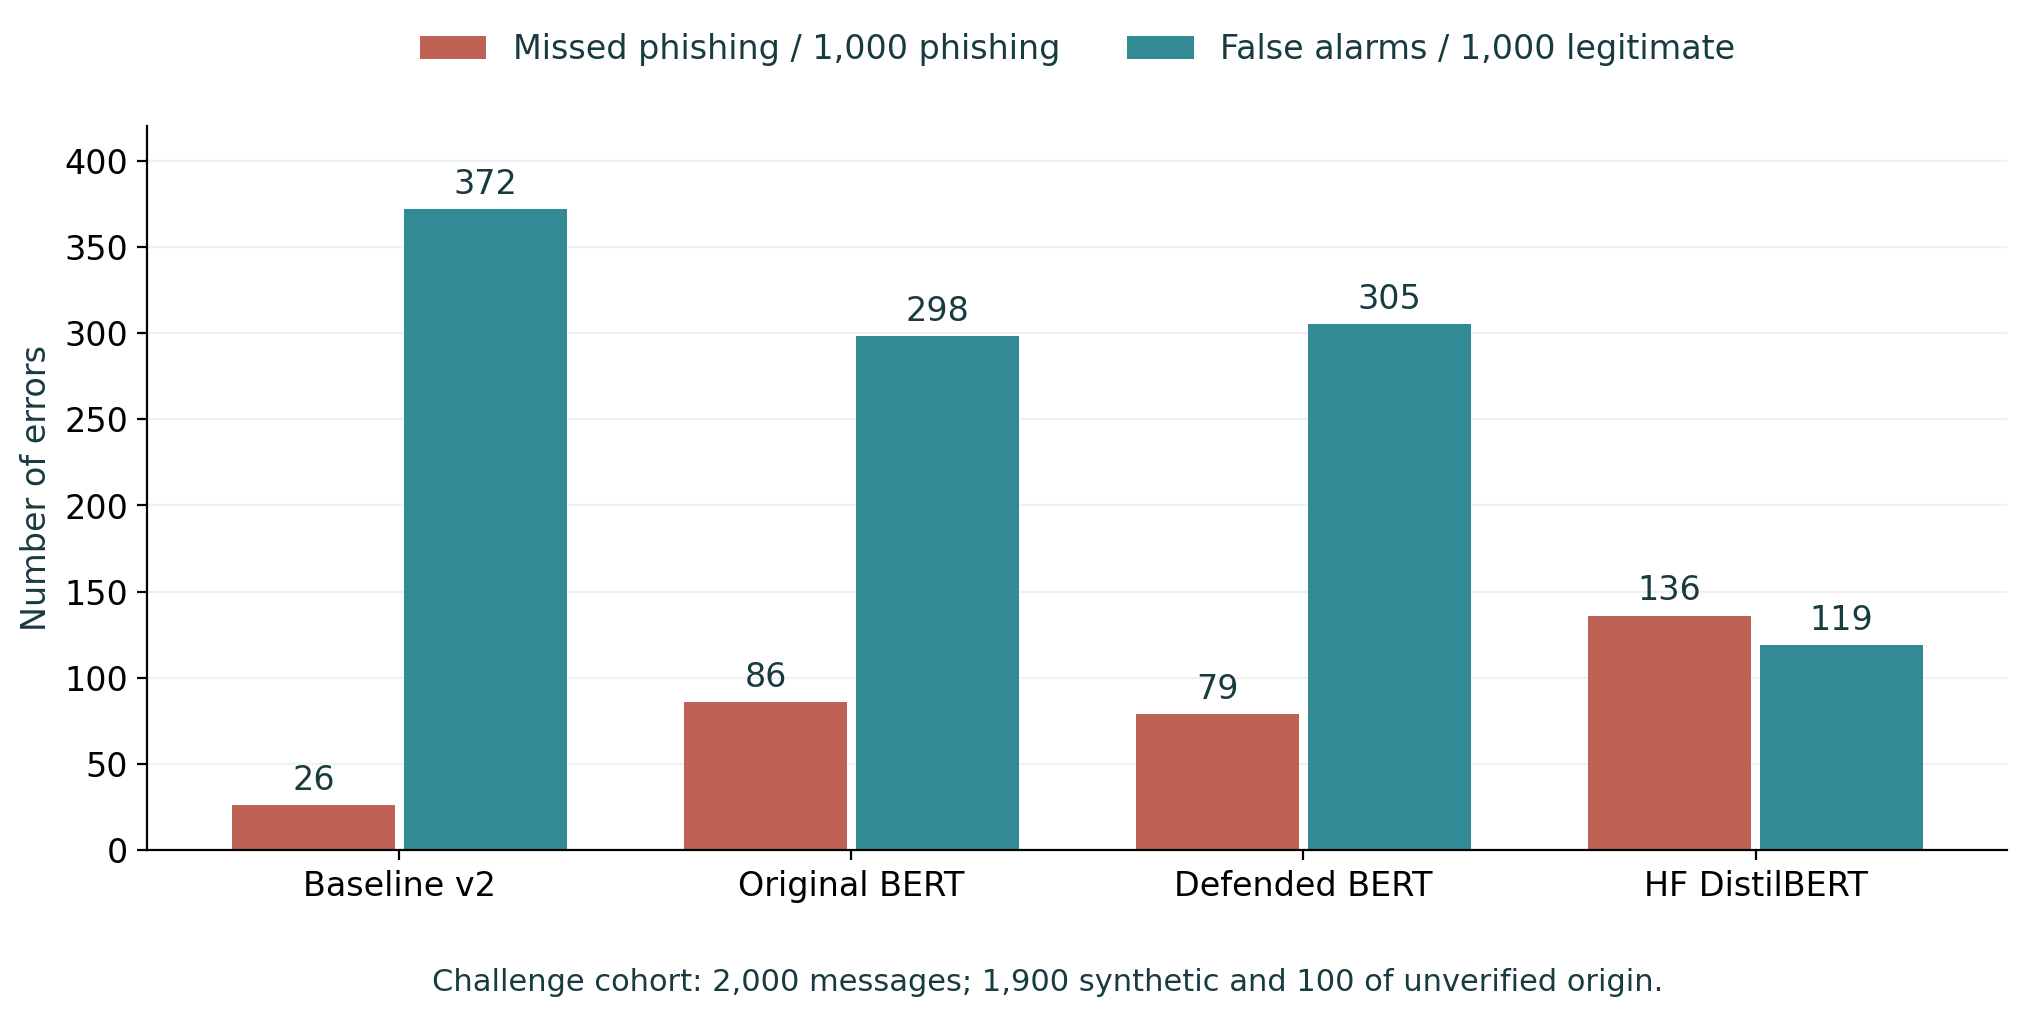 Missed phishing / 1,000 phishing
False alarms / 1,000 legitimate
Number of errors
400
350
300
250
200
150
100
50
0
26
372
86
298
79
305
136
119
Baseline v2
Original BERT
Defended BERT
HF DistilBERT
Challenge cohort: 2,000 messages; 1,900 synthetic and 100 of unverified origin.